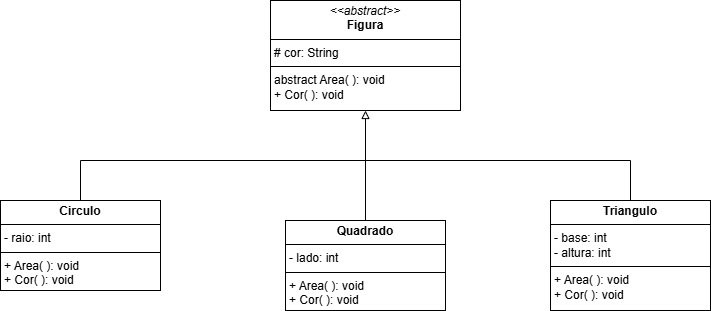 <<abstract>>
Figura
# cor: String
abstract Area( ): void
+ Cor( ): void
Circulo
- raio: int
+ Area( ): void
+ Cor( ): void
Quadrado
- lado: int
+ Area( ): void
+ Cor( ): void
Triangulo
- base: int
- altura: int
+ Area( ): void
+ Cor( ): void